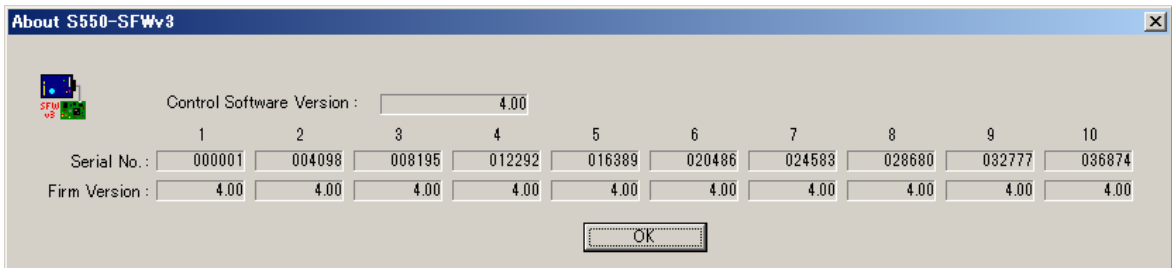 About S550-SFWv3
SFW
v3
Control Software Version : 4.00
1 2 3 4 5 6 7 8 9 10
Serial No. : 000001 004098 008195 012292 016389 020486 024583 028680 032777 036874
Firm Version : 4.00 4.00 4.00 4.00 4.00 4.00 4.00 4.00 4.00 4.00
OK